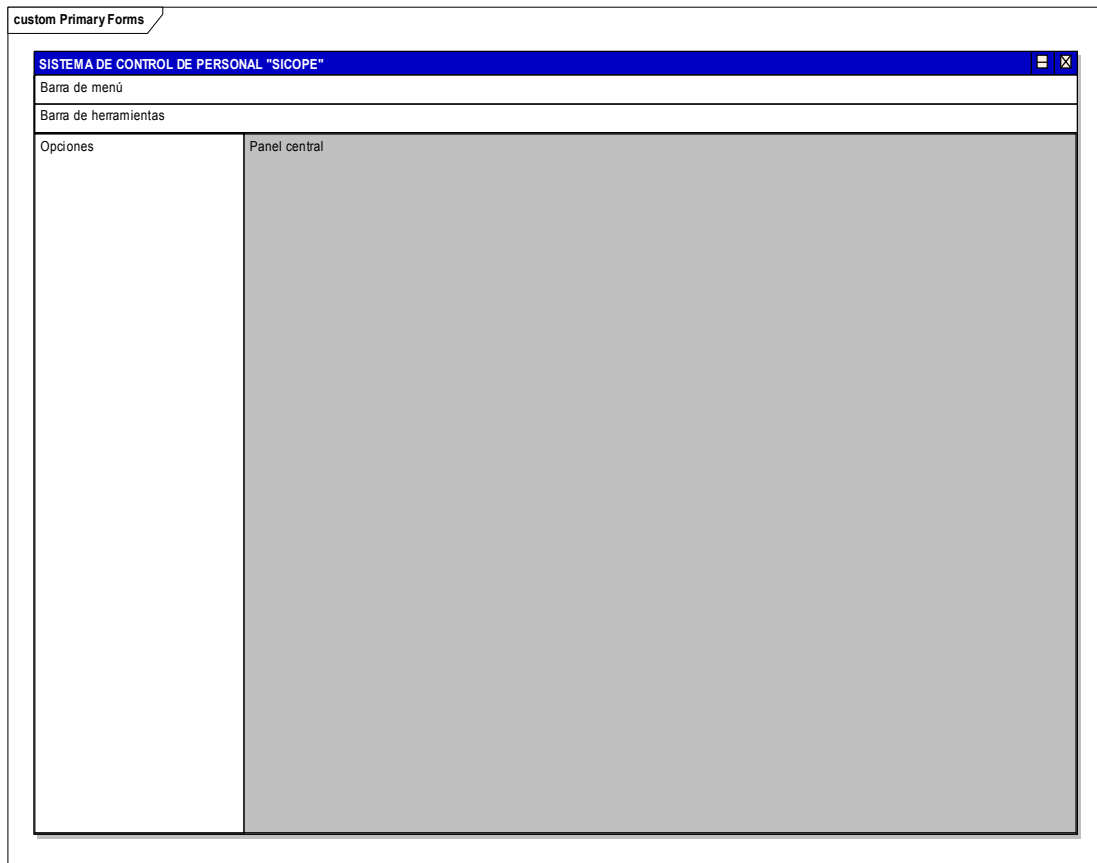 custom Primary Forms
SISTEMA DE CONTROL DE PERSONAL "SICOPE"
Barra de menú
Barra de herramientas
Opciones
Panel central